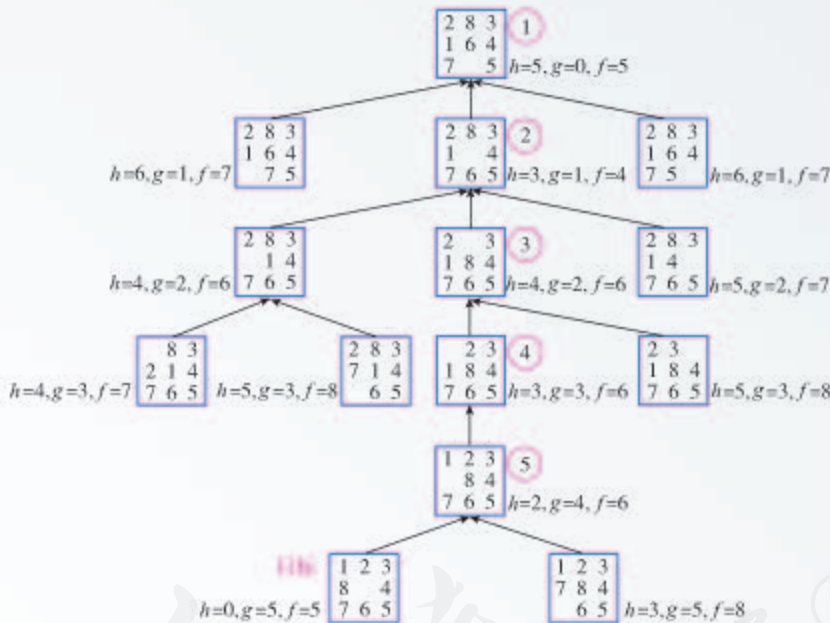 2 8 3
1 6 4
7 5
1
h=5,g=0, f=5
2 8 3
1 6 4
7 5
h=6,g=1,f=7
2 8 3
1 4
7 6 5
2
h=3,g=1,f=4
2 8 3
1 6 4
7 5
h=6,g=1,f=7
2 8 3
1 4
7 6 5
h=4,g=2,f=6
2 3
1 8 4
7 6 5
3
h=4,g=2,f=6
2 8 3
1 4
7 6 5
h=5,g=2,f=7
8 3
2 1 4
7 6 5
h=4,g=3,f=7
2 8 3
7 1 4
6 5
h=5,g=3,f=8
2 3
1 8 4
7 6 5
4
h=3,g=3,f=6
2 3
1 8 4
7 6 5
h=5,g=3,f=8
1 2 3
8 4
7 6 5
5
h=2,g=4,f=6
1 2 3
8 4
7 6 5
h=0,g=5,f=5
1 2 3
7 8 4
6 5
h=3,g=5,f=8